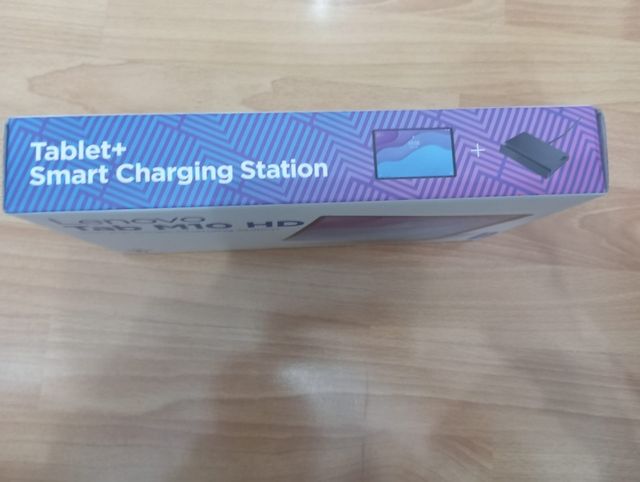 Tablet+
Smart Charging Station
Lenovo
Tab M10 HD